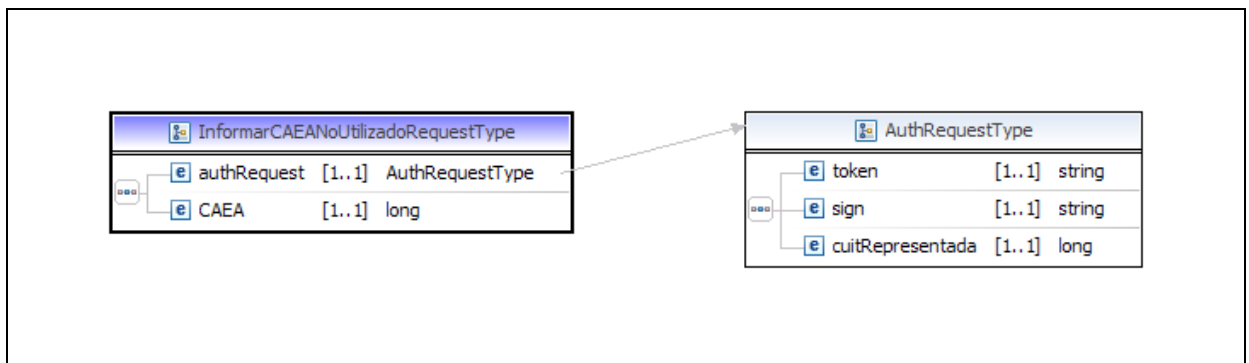 InformarCAEANoUtilizadoRequestType
e authRequest [1..1] AuthRequestType
e CAEA [1..1] long
AuthRequestType
e token [1..1] string
e sign [1..1] string
e cuitRepresentada [1..1] long